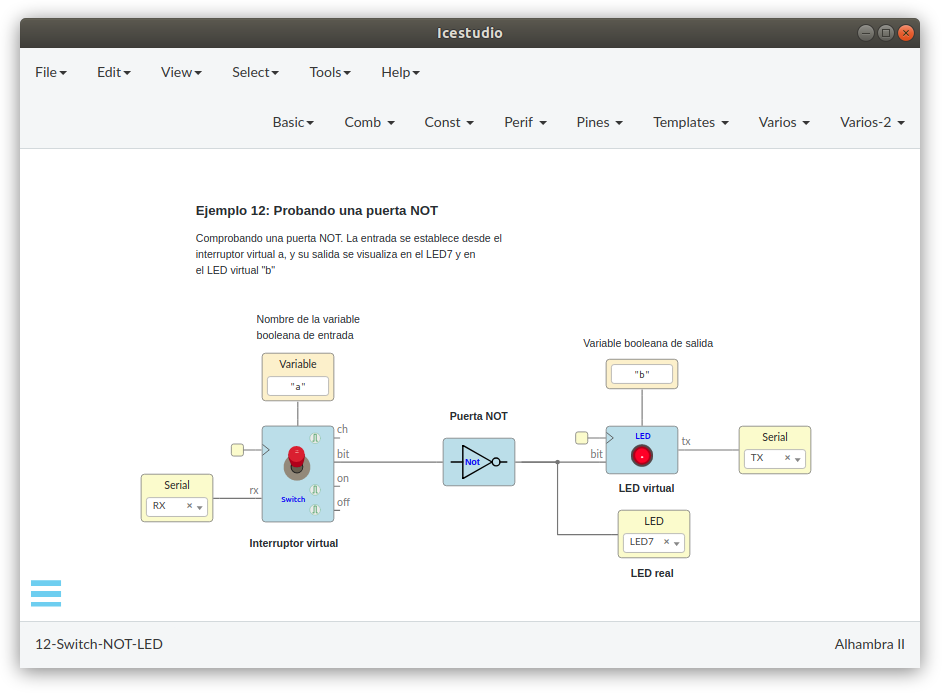 Icestudio
File Edit View Select Tools Help
Basic Comb Const Perif Pines Templates Varios Varios-2
Ejemplo 12: Probando una puerta NOT
Comprobando una puerta NOT. La entrada se establece desde el
interruptor virtual a, y su salida se visualiza en el LED7 y en
el LED virtual "b"
Nombre de la variable
booleana de entrada
Variable
"a"
Variable booleana de salida
"b"
Puerta NOT
ch
bit
on
off
rx
Switch
Serial
RX
Interruptor virtual
Not
LED
bit
tx
LED virtual
Serial
TX
LED
LED7
LED real
12-Switch-NOT-LED
Alhambra II